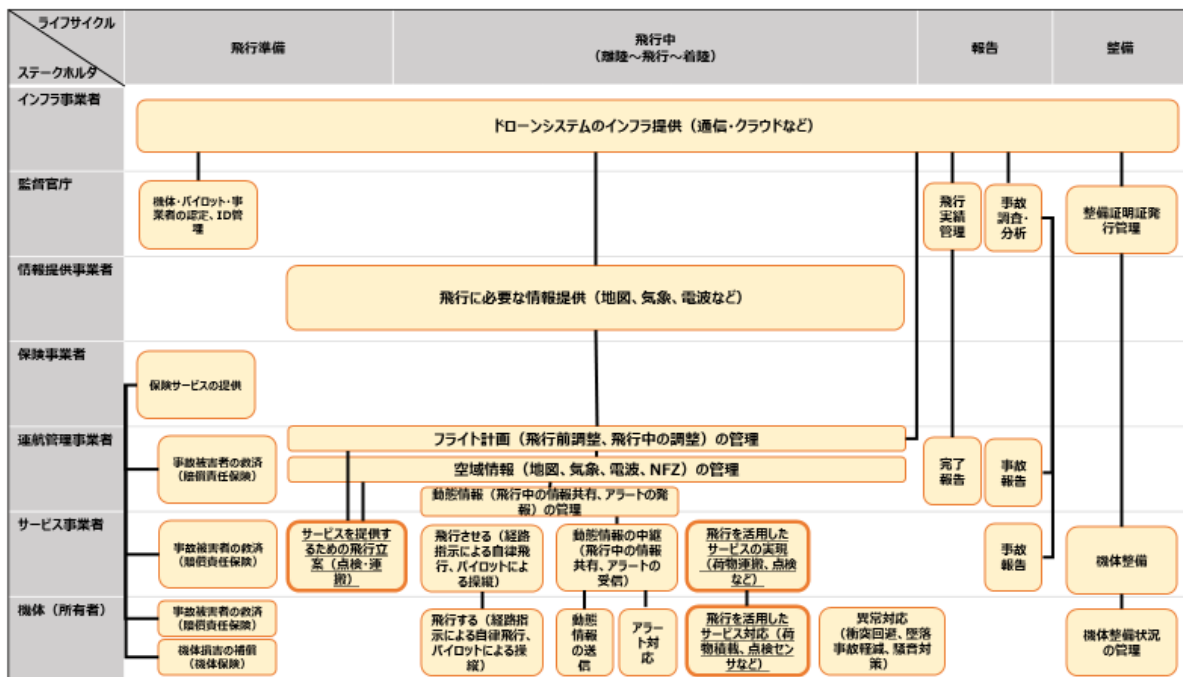 ライフサイクル
ステークホルダ
飛行準備
飛行中
(離陸～飛行～着陸)
報告
整備
インフラ事業者
ドローンシステムのインフラ提供（通信・クラウドなど）
監督官庁
機体・パイロット・事
業者の認定、ID管
理
飛行
実績
管理
事故
調査・
分析
整備証明証発
行管理
情報提供事業者
飛行に必要な情報提供（地図、気象、電波など）
保険事業者
保険サービスの提供
運航管理事業者
フライト計画（飛行前調整、飛行中の調整）の管理
事故被害者の救済
（賠償責任保険）
空域情報（地図、気象、電波、NFZ）の管理
動態情報（飛行中の情報共有、アラートの発
報）の管理
完了
報告
事故
報告
サービス事業者
事故被害者の救済
（賠償責任保険）
サービスを提供す
るための飛行立
案（点検・運
搬）
飛行させる（経路
指示による自律飛
行、パイロットによ
る操縦）
動態情報の中継
（飛行中の情報
共有、アラートの
受信）
飛行を活用した
サービスの実現
（荷物運搬、点検
など）
事故
報告
機体整備
機体（所有者）
事故被害者の救済
（賠償責任保険）
機体損害の補償
（機体保険）
飛行する（経路指
示による自律飛行、
パイロットによる操
縦）
動態
情報
の送
信
アラー
ト対
応
飛行を活用した
サービス対応（荷
物積載、点検セン
サなど）
異常対応
（衝突回避、墜落
事故軽減、騒音対
策）
機体整備状況
の管理